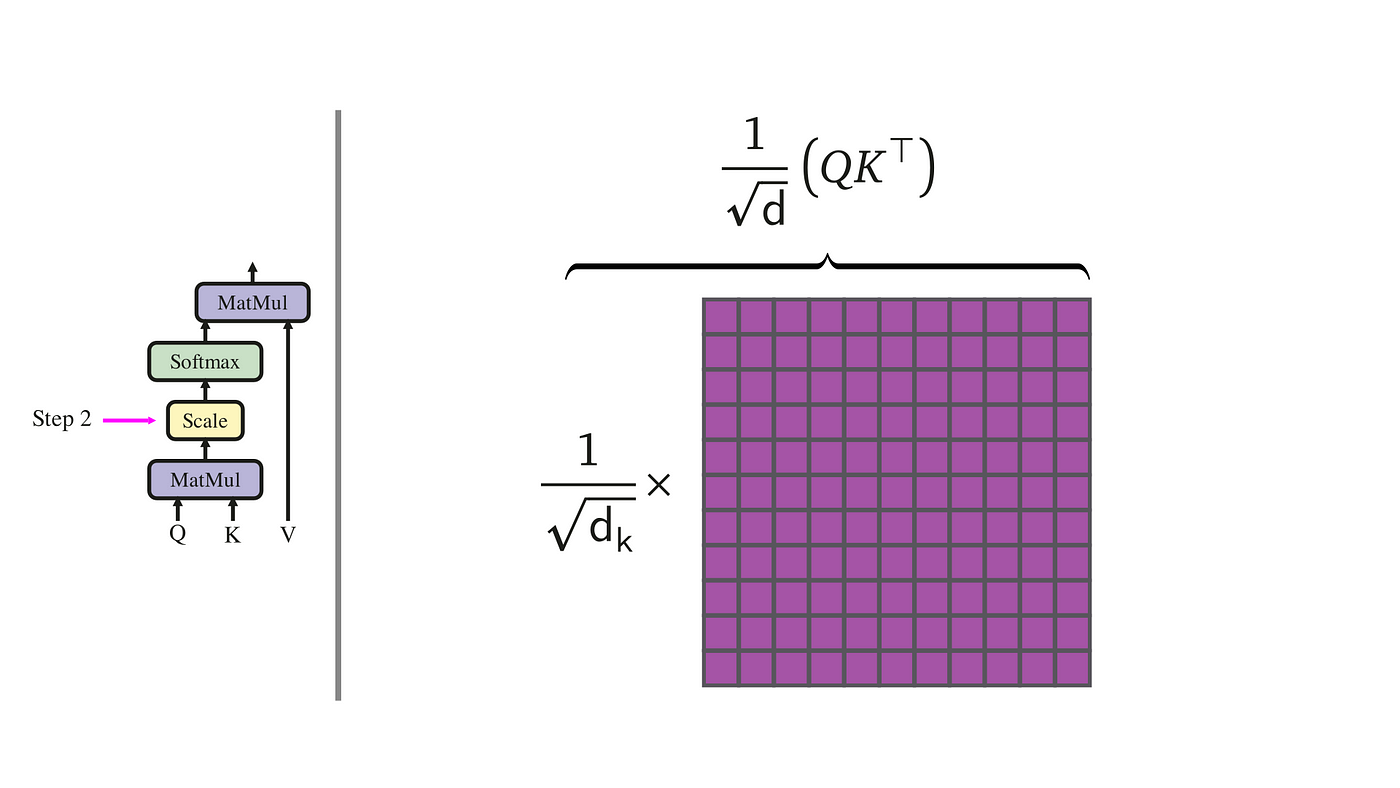 MatMul
Softmax
Step 2
Scale
MatMul
Q K V
1/√d (QK⊤)
1/√dₖ ×